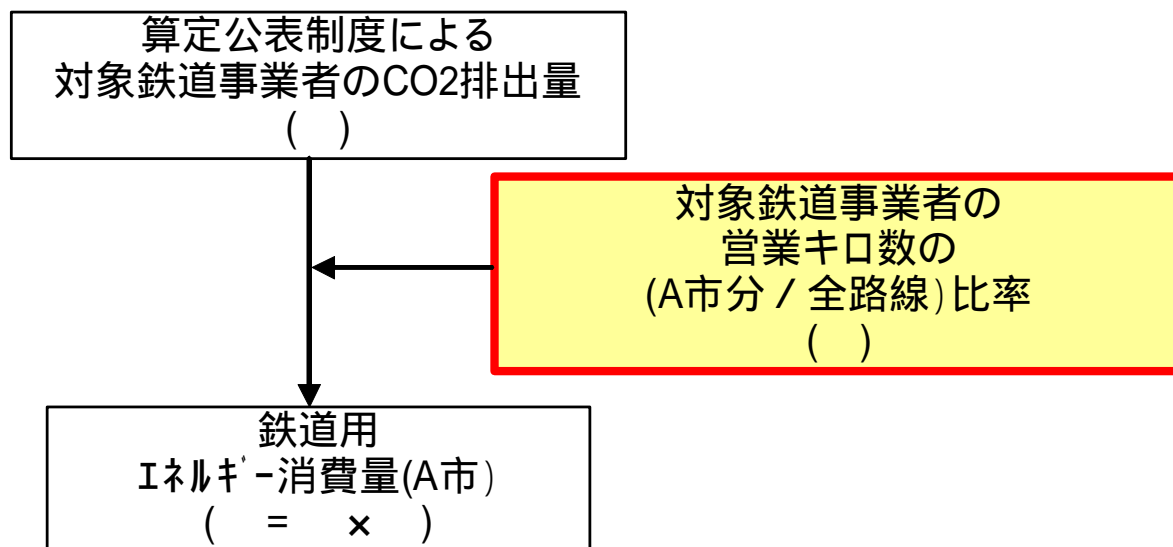 算定公表制度による
対象鉄道事業者のCO2排出量
(　)
対象鉄道事業者の
営業キロ数の
(A市分／全路線)比率
(　)
鉄道用
ｴﾈﾙｷﾞｰ消費量(A市)
(　=　×　)